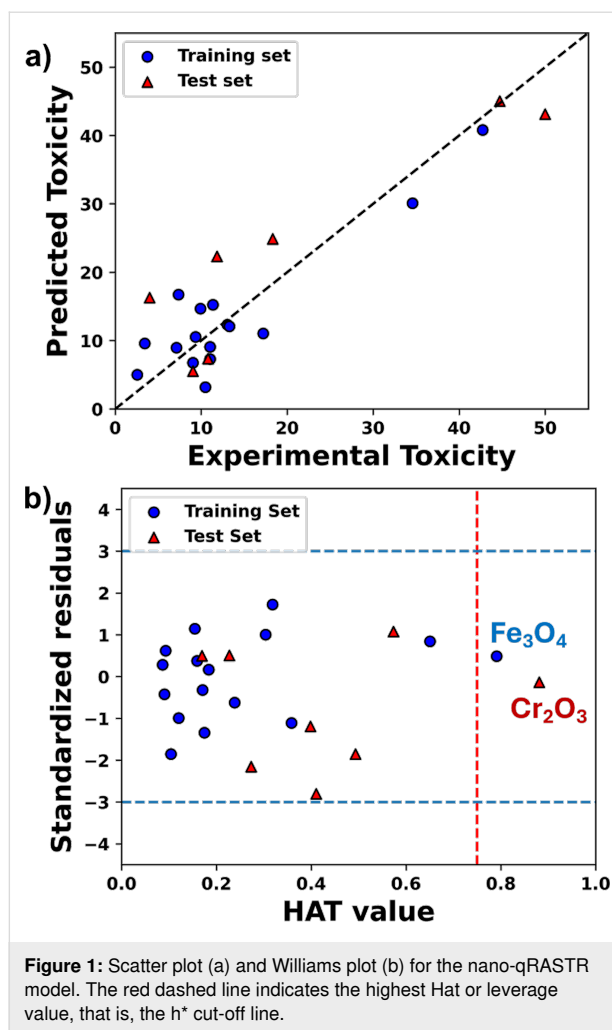 a)
Training set
Test set
50
40
30
20
10
0
Predicted Toxicity
0 10 20 30 40 50
Experimental Toxicity
b)
Training Set
Test Set
4
3
2
1
0
−1
−2
−3
−4
Standardized residuals
Fe₃O₄
Cr₂O₃
0.0 0.2 0.4 0.6 0.8 1.0
HAT value
Figure 1: Scatter plot (a) and Williams plot (b) for the nano-qRASTR
model. The red dashed line indicates the highest Hat or leverage
value, that is, the h* cut-off line.